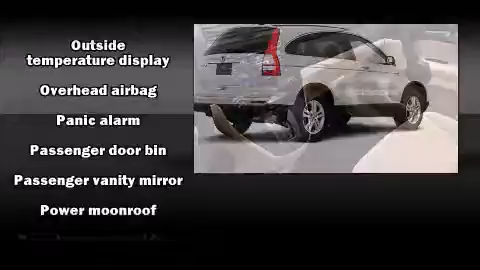 Outside
temperature display
Overhead airbag
Panic alarm
Passenger door bin
Passenger vanity mirror
Power moonroof